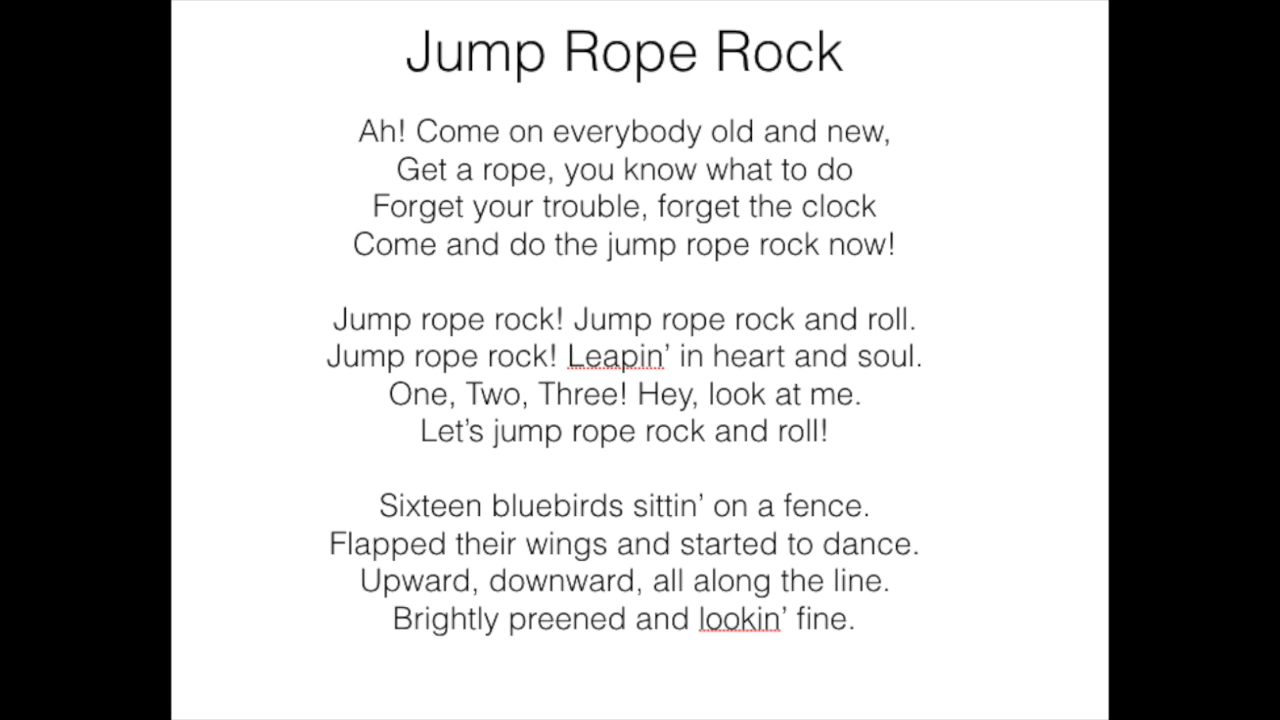 Jump Rope Rock
Ah! Come on everybody old and new,
Get a rope, you know what to do
Forget your trouble, forget the clock
Come and do the jump rope rock now!
Jump rope rock! Jump rope rock and roll.
Jump rope rock! Leapin’ in heart and soul.
One, Two, Three! Hey, look at me.
Let’s jump rope rock and roll!
Sixteen bluebirds sittin’ on a fence.
Flapped their wings and started to dance.
Upward, downward, all along the line.
Brightly preened and lookin’ fine.